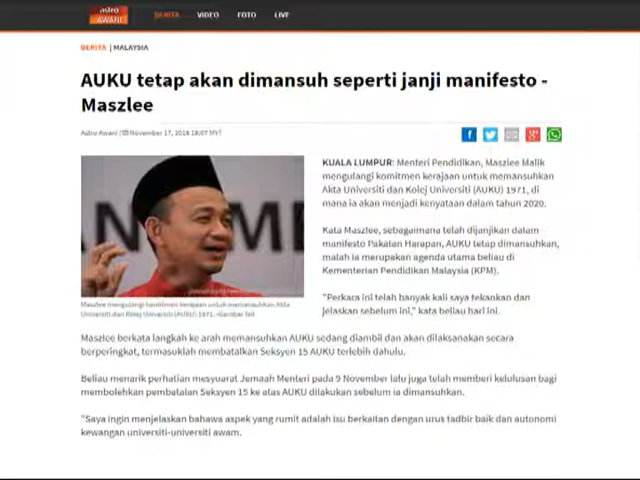 astro
AWANI
BERITA VIDEO FOTO LIVE
BERITA | MALAYSIA
AUKU tetap akan dimansuh seperti janji manifesto -
Maszlee
Astro Awani | November 17, 2018 18:07 MYT
KUALA LUMPUR: Menteri Pendidikan, Maszlee Malik
mengulangi komitmen kerajaan untuk memansuhkan
Akta Universiti dan Kolej Universiti (AUKU) 1971, di
mana ia akan menjadi kenyataan dalam tahun 2020.
Kata Maszlee, sebagaimana telah dijanjikan dalam
manifesto Pakatan Harapan, AUKU tetap dimansuhkan,
malah ia merupakan agenda utama beliau di
Kementerian Pendidikan Malaysia (KPM).
"Perkara ini telah banyak kali saya tekankan dan
jelaskan sebelum ini," kata beliau hari ini.
Maszlee mengulangi komitmen kerajaan untuk memansuhkan Akta
Universiti dan Kolej Universiti (AUKU) 1971. -Gambar fail
Maszlee berkata langkah ke arah memansuhkan AUKU sedang diambil dan akan dilaksanakan secara
berperingkat, termasuklah membatalkan Seksyen 15 AUKU terlebih dahulu.
Beliau menarik perhatian mesyuarat Jemaah Menteri pada 9 November lalu juga telah memberi kelulusan bagi
membolehkan pembatalan Seksyen 15 ke atas AUKU dilakukan sebelum ia dimansuhkan.
"Saya ingin menjelaskan bahawa aspek yang rumit adalah isu berkaitan dengan urus tadbir baik dan autonomi
kewangan universiti-universiti awam.